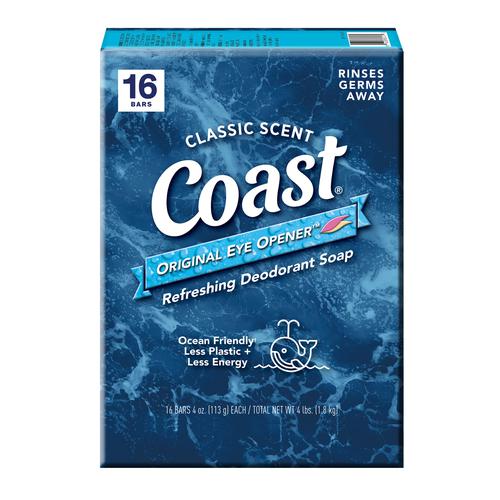 16
BARS
RINSES
GERMS
AWAY
CLASSIC SCENT
Coast®
ORIGINAL EYE OPENER™
Refreshing Deodorant Soap
Ocean Friendly
Less Plastic +
Less Energy
16 BARS 4 oz. (113 g) EACH / TOTAL NET WT 4 lbs. (1,8 kg)